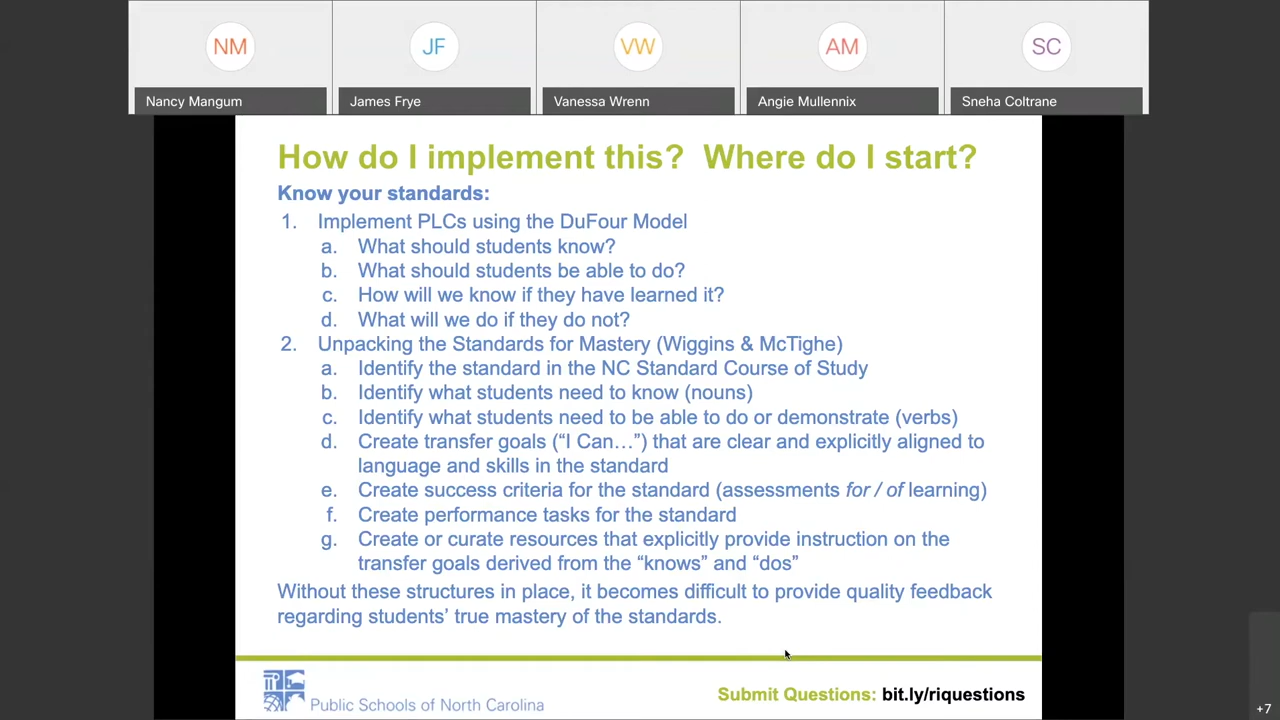 NM
JF
VW
AM
SC
Nancy Mangum
James Frye
Vanessa Wrenn
Angie Mullennix
Sneha Coltrane
How do I implement this? Where do I start?
Know your standards:
1. Implement PLCs using the DuFour Model
a. What should students know?
b. What should students be able to do?
c. How will we know if they have learned it?
d. What will we do if they do not?
2. Unpacking the Standards for Mastery (Wiggins & McTighe)
a. Identify the standard in the NC Standard Course of Study
b. Identify what students need to know (nouns)
c. Identify what students need to be able to do or demonstrate (verbs)
d. Create transfer goals (“I Can…”) that are clear and explicitly aligned to
language and skills in the standard
e. Create success criteria for the standard (assessments for / of learning)
f. Create performance tasks for the standard
g. Create or curate resources that explicitly provide instruction on the
transfer goals derived from the “knows” and “dos”
Without these structures in place, it becomes difficult to provide quality feedback
regarding students’ true mastery of the standards.
Public Schools of North Carolina
Submit Questions: bit.ly/riquestions
+7